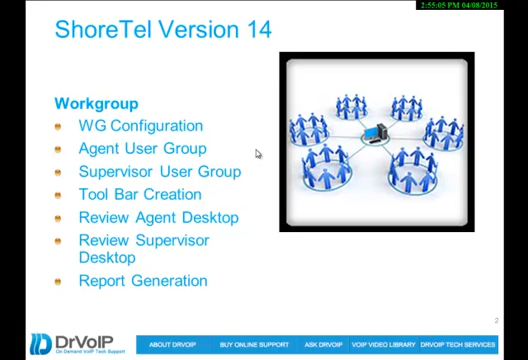 2:55:05 PM 04/08/2015
ShoreTel Version 14
Workgroup
WG Configuration
Agent User Group
Supervisor User Group
Tool Bar Creation
Review Agent Desktop
Review Supervisor
Desktop
Report Generation
2
DrVoIP
On Demand VoIP Tech Support
ABOUT DRVOIP
BUY ONLINE SUPPORT
ASK DRVOIP
VOIP VIDEO LIBRARY
DRVOIP TECH SERVICES